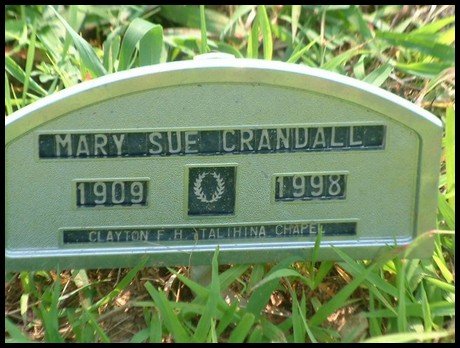 MARY SUE CRANDALL
1909 1998
CLAYTON F.H. TALIHINA CHAPEL